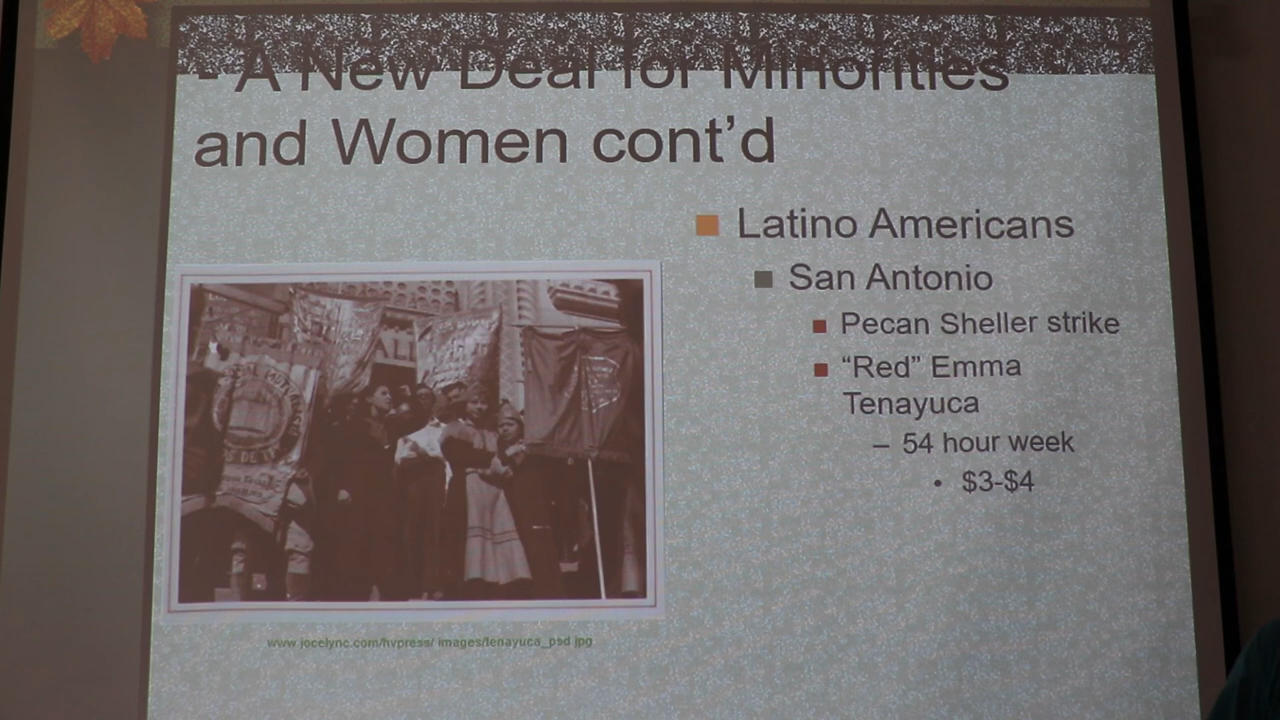 - A New Deal for Minorities
and Women cont’d
Latino Americans
San Antonio
Pecan Sheller strike
“Red” Emma
Tenayuca
– 54 hour week
• $3-$4
www.jocelync.com/hvpress/ images/tenayuca_psd.jpg